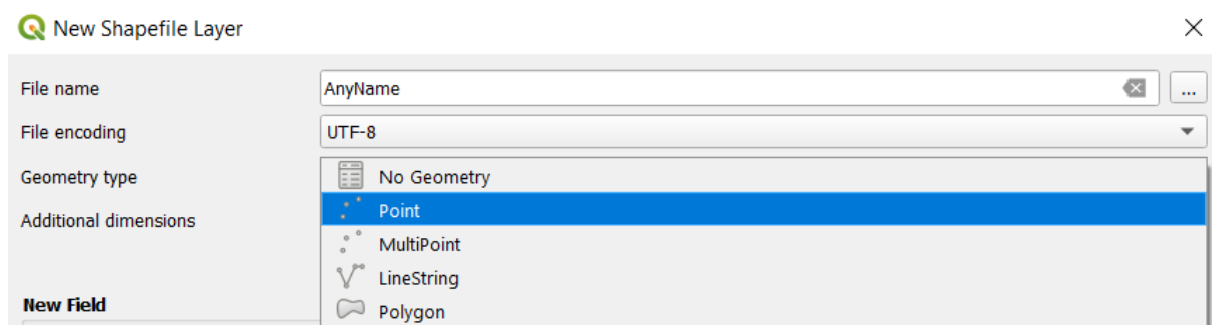 New Shapefile Layer
File name
AnyName
...
File encoding
UTF-8
Geometry type
No Geometry
Point
Additional dimensions
MultiPoint
LineString
New Field
Polygon